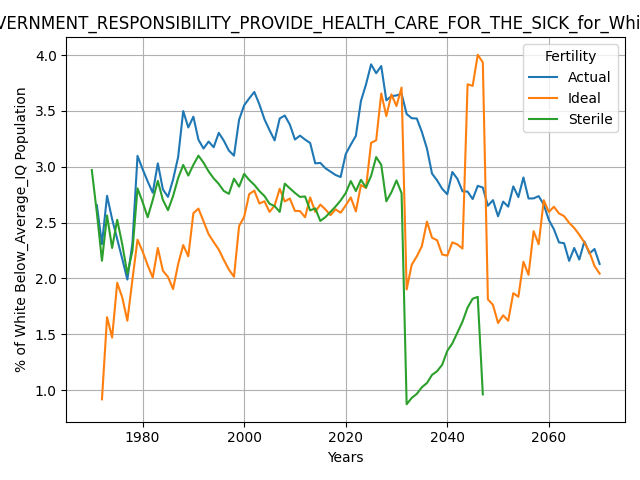 VERNMENT_RESPONSIBILITY_PROVIDE_HEALTH_CARE_FOR_THE_SICK_for_Whi
4.0
3.5
3.0
2.5
2.0
1.5
1.0
% of White Below_Average_IQ Population
Fertility
Actual
Ideal
Sterile
1980
2000
2020
2040
2060
Years